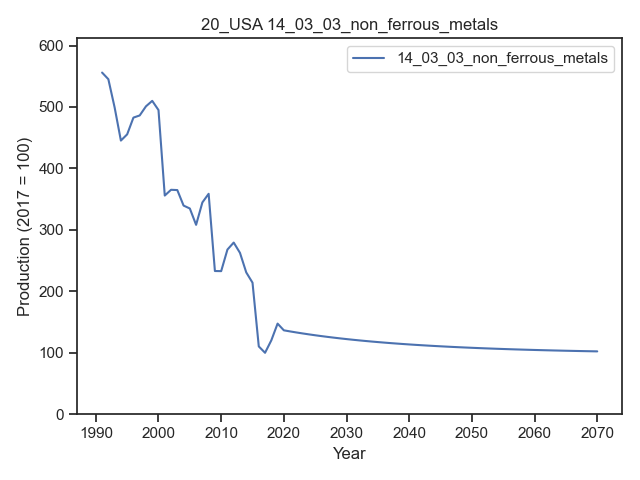 20_USA 14_03_03_non_ferrous_metals
14_03_03_non_ferrous_metals
Production (2017 = 100)
600
500
400
300
200
100
0
1990 2000 2010 2020 2030 2040 2050 2060 2070
Year